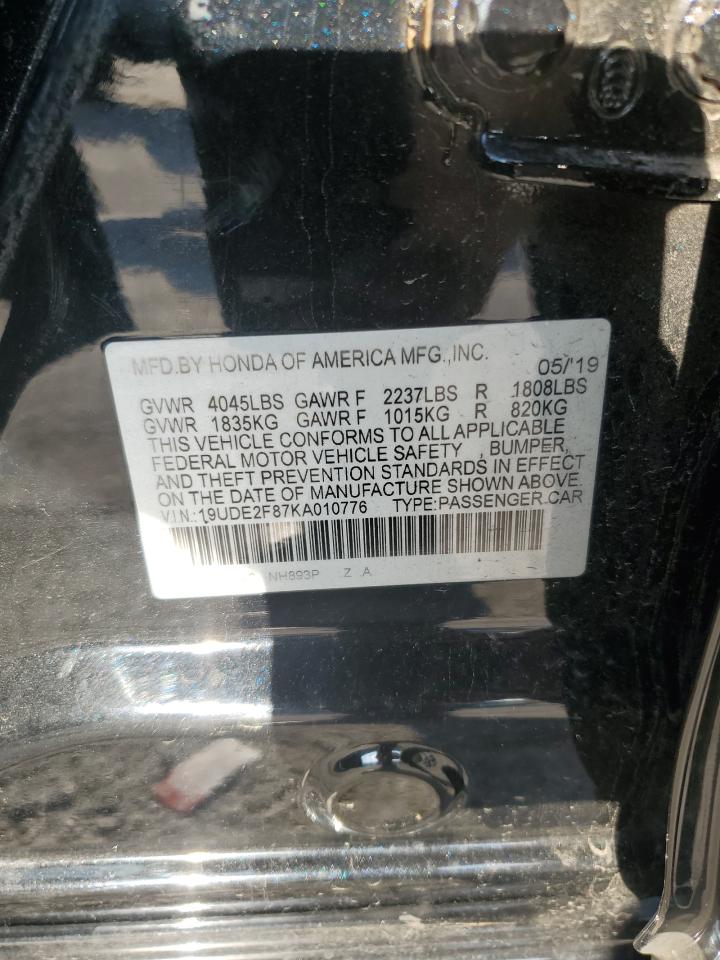 MFD.BY HONDA OF AMERICA MFG.,INC. 05/'19
GVWR 4045LBS GAWR F 2237LBS R 1808LBS
GVWR 1835KG GAWR F 1015KG R 820KG
THIS VEHICLE CONFORMS TO ALL APPLICABLE
FEDERAL MOTOR VEHICLE SAFETY , BUMPER,
AND THEFT PREVENTION STANDARDS IN EFFECT
ON THE DATE OF MANUFACTURE SHOWN ABOVE.
V.I.N.:19UDE2F87KA010776 TYPE:PASSENGER CAR
NH893P Z A